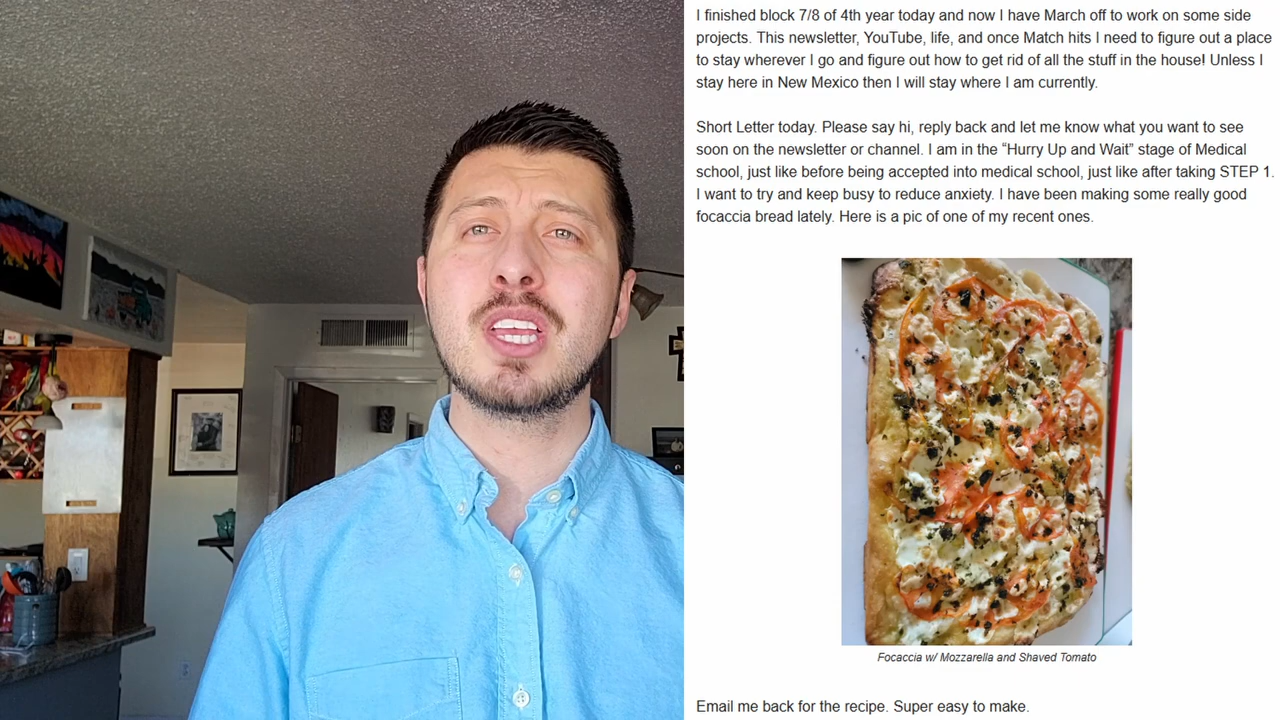 I finished block 7/8 of 4th year today and now I have March off to work on some side
projects. This newsletter, YouTube, life, and once Match hits I need to figure out a place
to stay wherever I go and figure out how to get rid of all the stuff in the house! Unless I
stay here in New Mexico then I will stay where I am currently.
Short Letter today. Please say hi, reply back and let me know what you want to see
soon on the newsletter or channel. I am in the “Hurry Up and Wait” stage of Medical
school, just like before being accepted into medical school, just like after taking STEP 1.
I want to try and keep busy to reduce anxiety. I have been making some really good
focaccia bread lately. Here is a pic of one of my recent ones.
Focaccia w/ Mozzarella and Shaved Tomato
Email me back for the recipe. Super easy to make.